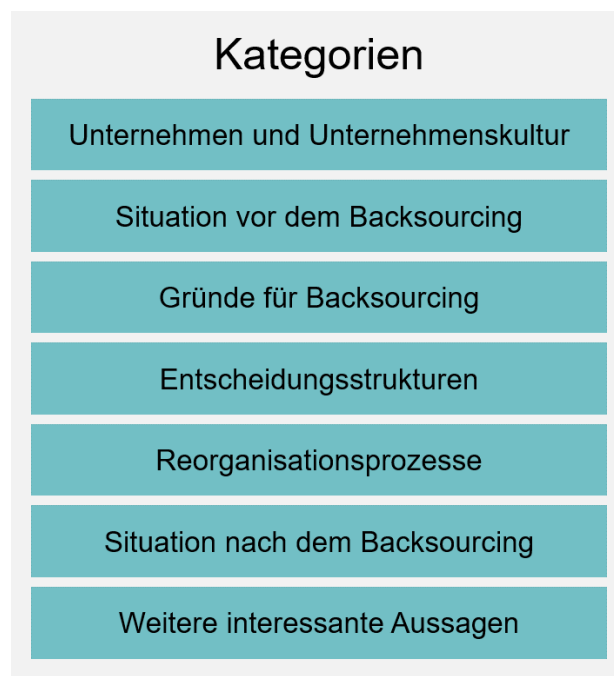 Kategorien
Unternehmen und Unternehmenskultur
Situation vor dem Backsourcing
Gründe für Backsourcing
Entscheidungsstrukturen
Reorganisationsprozesse
Situation nach dem Backsourcing
Weitere interessante Aussagen